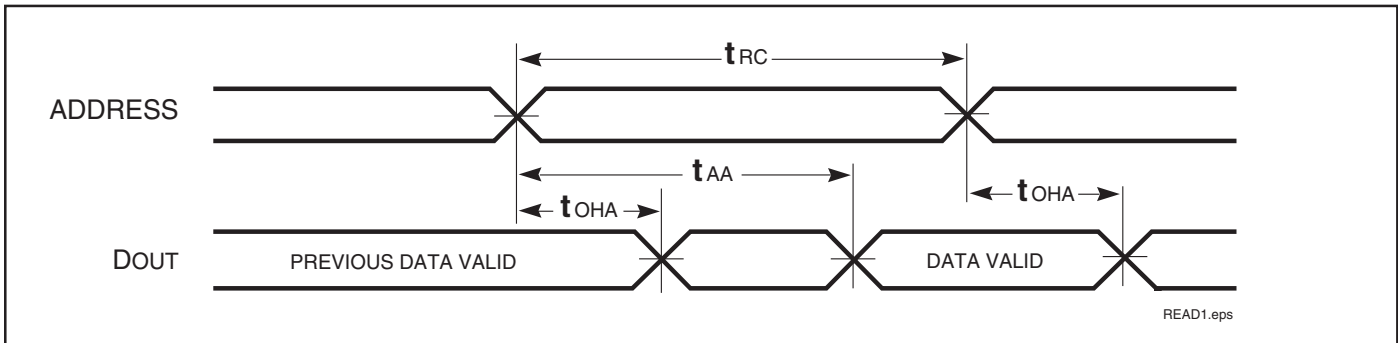 tRC
ADDRESS
tAA
tOHA
tOHA
DOUT
PREVIOUS DATA VALID
DATA VALID
READ1.eps